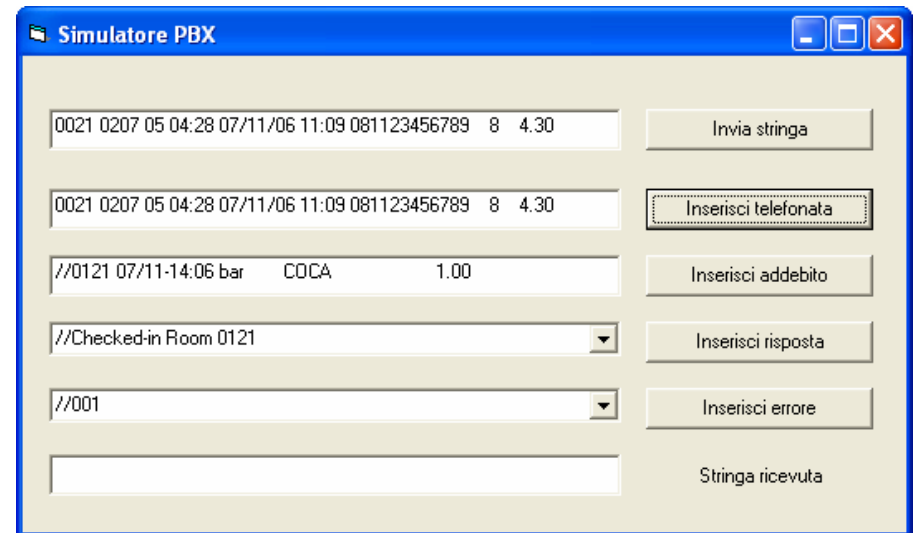 Simulatore PBX
0021 0207 05 04:28 07/11/06 11:09 081123456789 8 4.30 Invia stringa
0021 0207 05 04:28 07/11/06 11:09 081123456789 8 4.30 Inserisci telefonata
//0121 07/11-14:06 bar COCA 1.00 Inserisci addebito
//Checked-in Room 0121 Inserisci risposta
//001 Inserisci errore
Stringa ricevuta